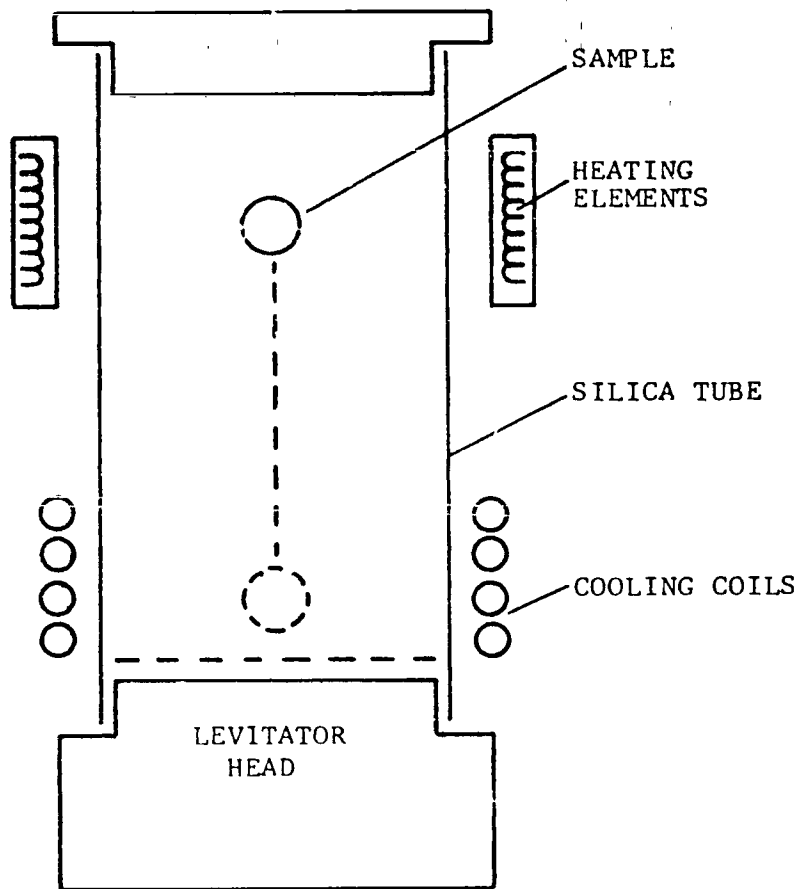 SAMPLE
HEATING
ELEMENTS
SILICA TUBE
COOLING COILS
LEVITATOR
HEAD